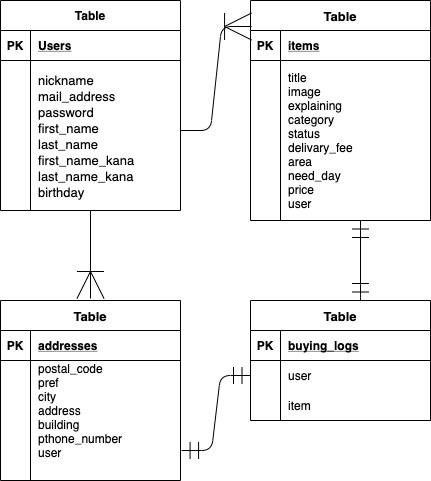 Table
PK Users
nickname
mail_address
password
first_name
last_name
first_name_kana
last_name_kana
birthday
Table
PK items
title
image
explaining
category
status
delivary_fee
area
need_day
price
user
Table
PK addresses
postal_code
pref
city
address
building
pthone_number
user
Table
PK buying_logs
user
item